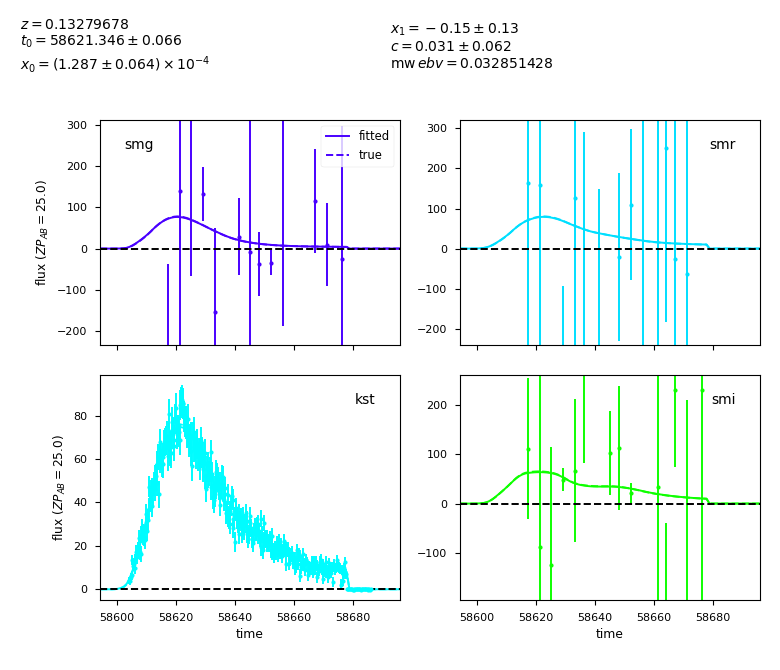 z = 0.13279678
t₀ = 58621.346 ± 0.066
x₀ = (1.287 ± 0.064) × 10⁻⁴
x₁ = −0.15 ± 0.13
c = 0.031 ± 0.062
mw ebv = 0.032851428
smg
fitted
true
300
200
100
0
−100
−200
flux (ZP_AB = 25.0)
smr
300
200
100
0
−100
−200
kst
80
60
40
20
0
flux (ZP_AB = 25.0)
58600 58620 58640 58660 58680
time
smi
200
100
0
−100
58600 58620 58640 58660 58680
time